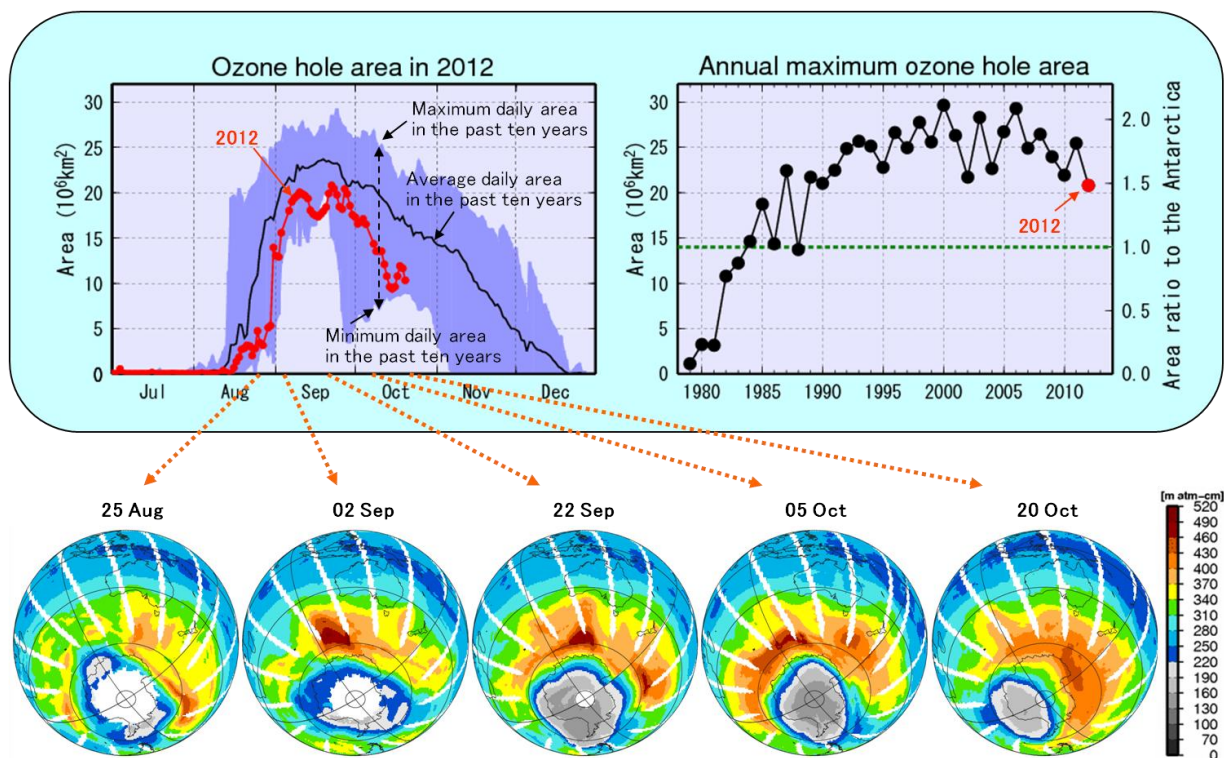 Ozone hole area in 2012
Area (10⁶km²)
30
25
20
15
10
5
0
2012
Maximum daily area
in the past ten years
Average daily area
in the past ten years
Minimum daily area
in the past ten years
Jul Aug Sep Oct Nov Dec
Annual maximum ozone hole area
Area (10⁶km²)
30
25
20
15
10
5
0
2012
1980 1985 1990 1995 2000 2005 2010
2.0
1.5
1.0
0.5
0.0
Area ratio to the Antarctica
25 Aug
02 Sep
22 Sep
05 Oct
20 Oct
[m atm-cm]
520
490
460
430
400
370
340
310
280
250
220
190
160
130
100
70
0